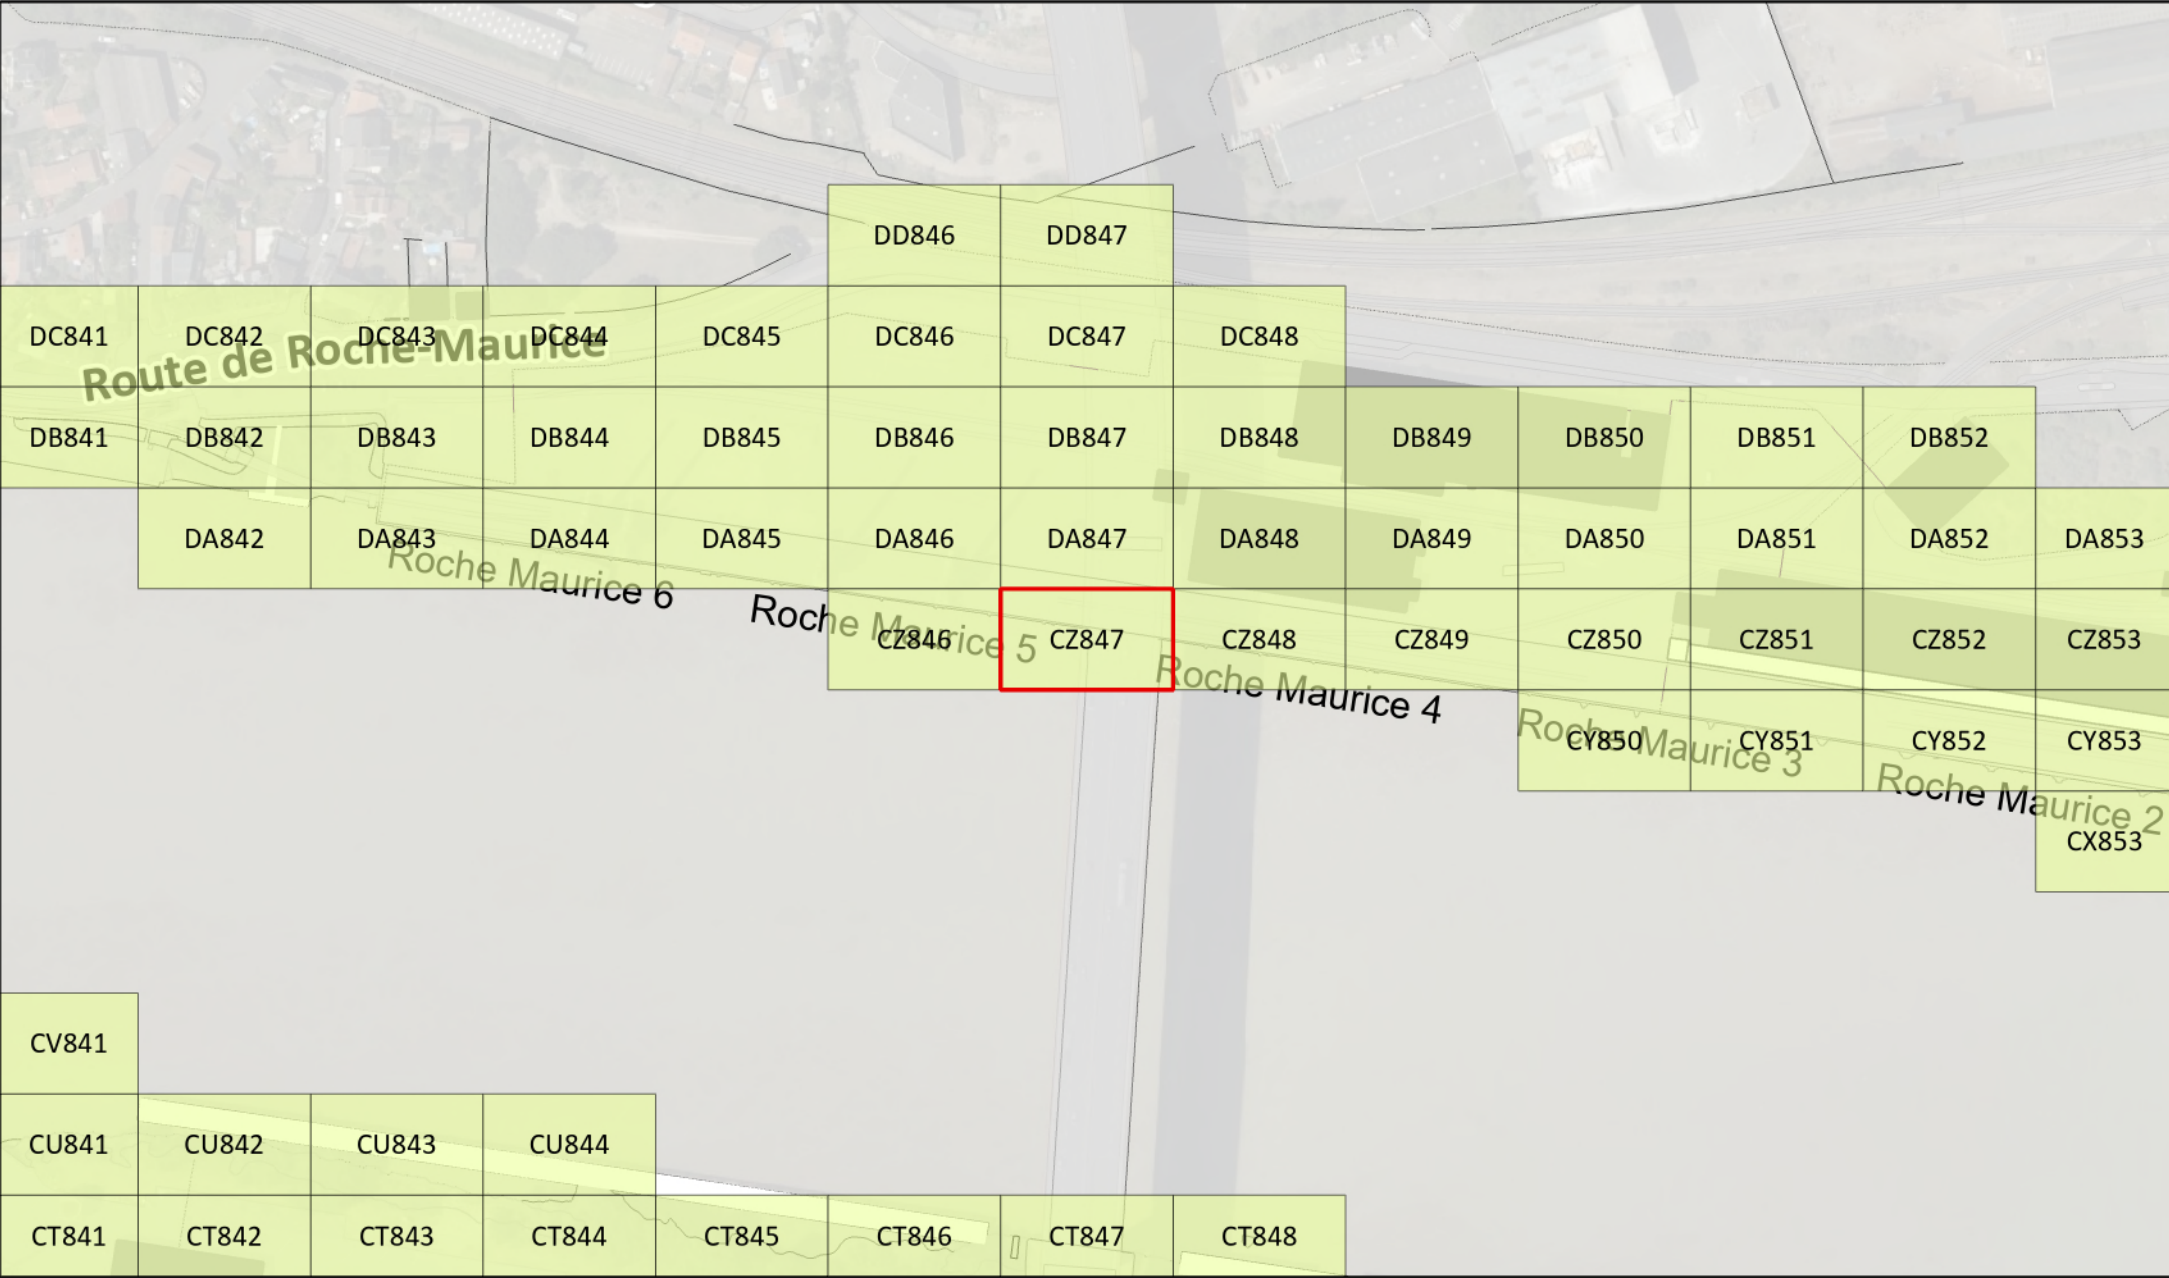 DD846 DD847
DC841 DC842 DC843 DC844 DC845 DC846 DC847 DC848
Route de Roche-Maurice
DB841 DB842 DB843 DB844 DB845 DB846 DB847 DB848 DB849 DB850 DB851 DB852
DA842 DA843 DA844 DA845 DA846 DA847 DA848 DA849 DA850 DA851 DA852 DA853
Roche Maurice 6
Roche Maurice 5
CZ846 CZ847 CZ848 CZ849 CZ850 CZ851 CZ852 CZ853
Roche Maurice 4
Roche Maurice 3
CY850 CY851 CY852 CY853
Roche Maurice 2
CX853
CV841
CU841 CU842 CU843 CU844
CT841 CT842 CT843 CT844 CT845 CT846 CT847 CT848